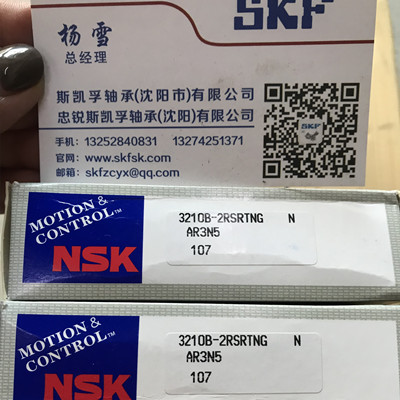 SKF
杨雪
总经理
斯凯孚轴承(沈阳市)有限公司
忠锐斯凯孚轴承(沈阳)有限公司
手机：13252840831 13274251371
官网：www.skfsk.com
邮箱：skfzcyx@qq.com
SKF
MOTION &
CONTROL™
NSK
3210B-2RSRTNG N
AR3N5
107
MOTION &
CONTROL™
NSK
3210B-2RSRTNG N
AR3N5
107